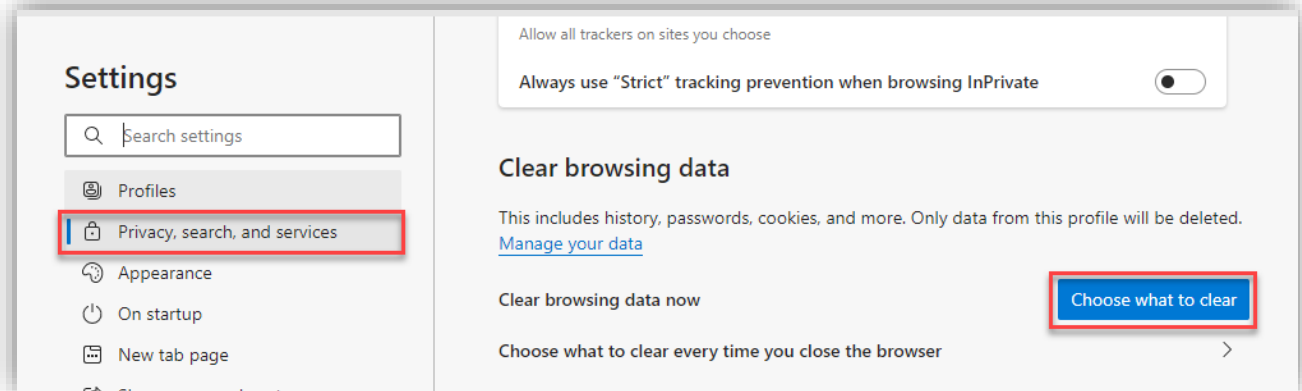 Settings
Search settings
Profiles
Privacy, search, and services
Appearance
On startup
New tab page
Allow all trackers on sites you choose
Always use “Strict” tracking prevention when browsing InPrivate
Clear browsing data
This includes history, passwords, cookies, and more. Only data from this profile will be deleted.
Manage your data
Clear browsing data now
Choose what to clear
Choose what to clear every time you close the browser